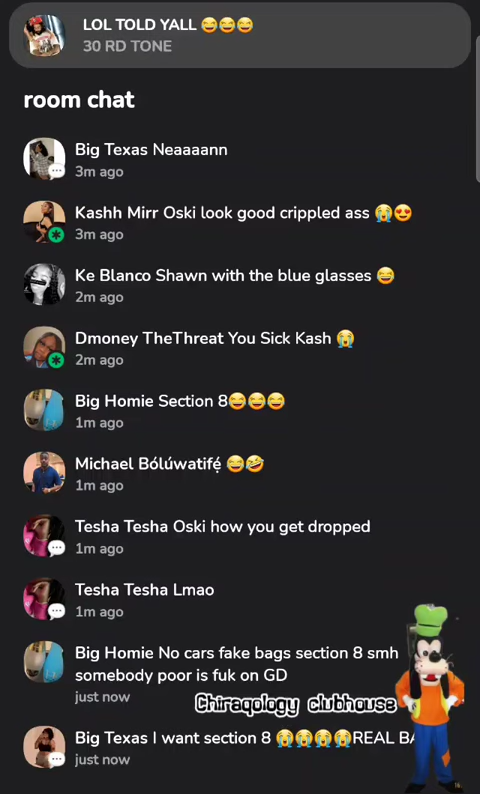 LOL TOLD YALL 😂😂😂
30 RD TONE
room chat
Big Texas Neaaaann
3m ago
Kashh Mirr Oski look good crippled ass 😭😍
3m ago
Ke Blanco Shawn with the blue glasses 😂
2m ago
Dmoney TheThreat You Sick Kash 😭
2m ago
Big Homie Section 8😂😂😂
1m ago
Michael Bólúwatifẹ́ 😂🤣
1m ago
Tesha Tesha Oski how you get dropped
1m ago
Tesha Tesha Lmao
1m ago
Big Homie No cars fake bags section 8 smh
somebody poor is fuk on GD
just now
Chiraqology clubhouse
Big Texas I want section 8 😭😭😭😭REAL BA
just now